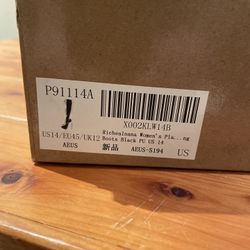 P91114A
X002KLW14B
Richealnana Women's Pla...ng
Boots Black PU US 14
US14/EU45/UK12
AEUS
新品
AEUS-5194
US